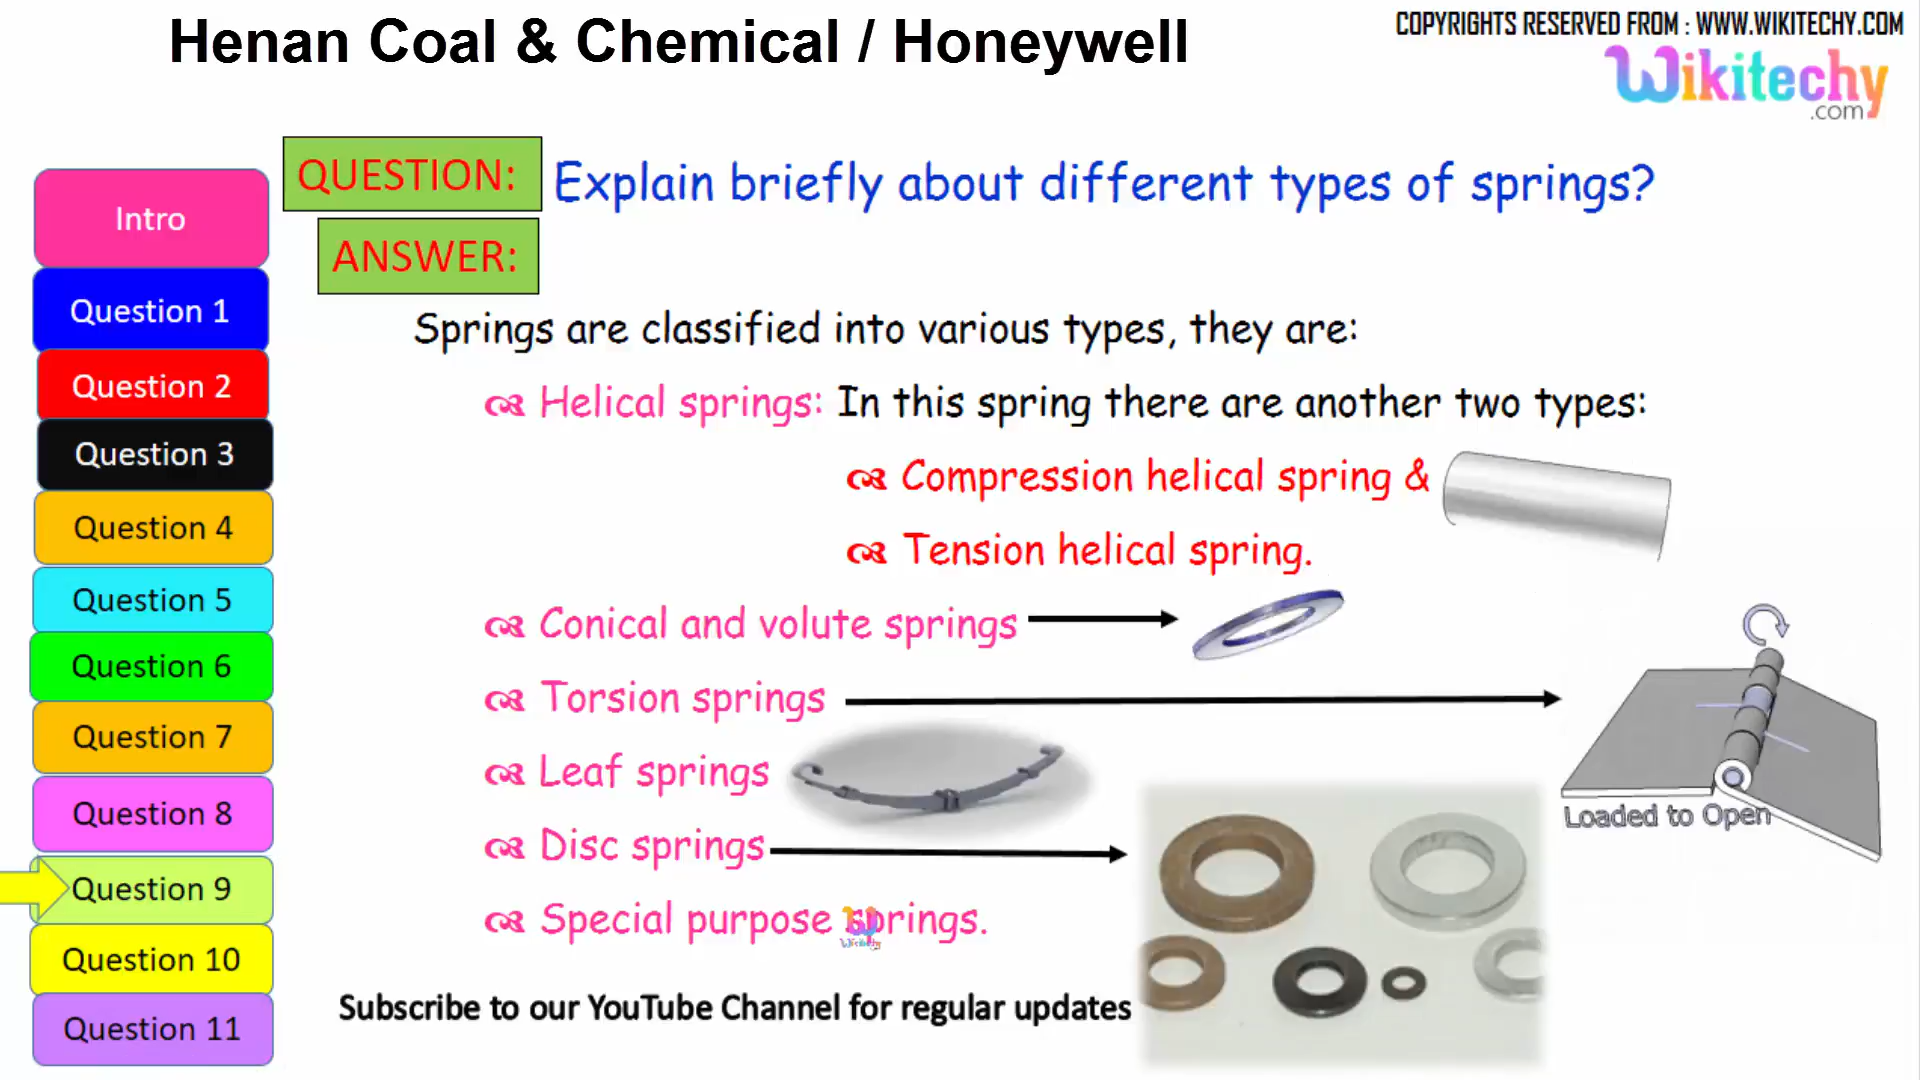 Henan Coal & Chemical / Honeywell
COPYRIGHTS RESERVED FROM : WWW.WIKITECHY.COM
Wikitechy
.com
QUESTION: Explain briefly about different types of springs?
ANSWER:
Springs are classified into various types, they are:
Helical springs: In this spring there are another two types:
Compression helical spring &
Tension helical spring.
Conical and volute springs
Torsion springs
Leaf springs
Disc springs
Special purpose springs.
Loaded to Open
Wikitechy
Subscribe to our YouTube Channel for regular updates
Intro
Question 1
Question 2
Question 3
Question 4
Question 5
Question 6
Question 7
Question 8
Question 9
Question 10
Question 11